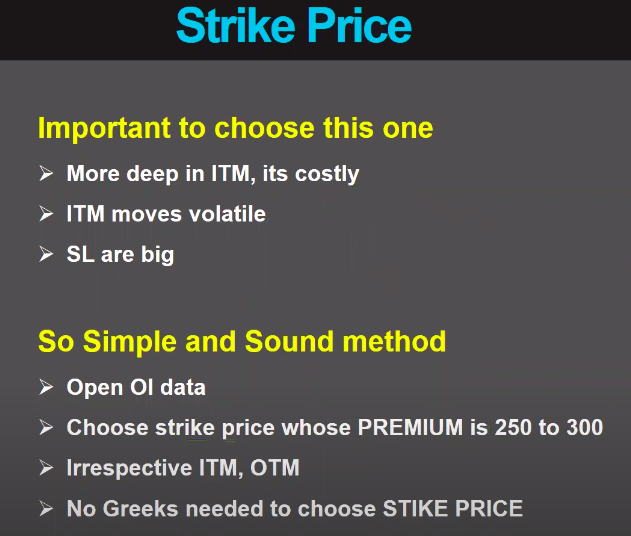 Strike Price
Important to choose this one
➢ More deep in ITM, its costly
➢ ITM moves volatile
➢ SL are big
So Simple and Sound method
➢ Open OI data
➢ Choose strike price whose PREMIUM is 250 to 300
➢ Irrespective ITM, OTM
➢ No Greeks needed to choose STIKE PRICE